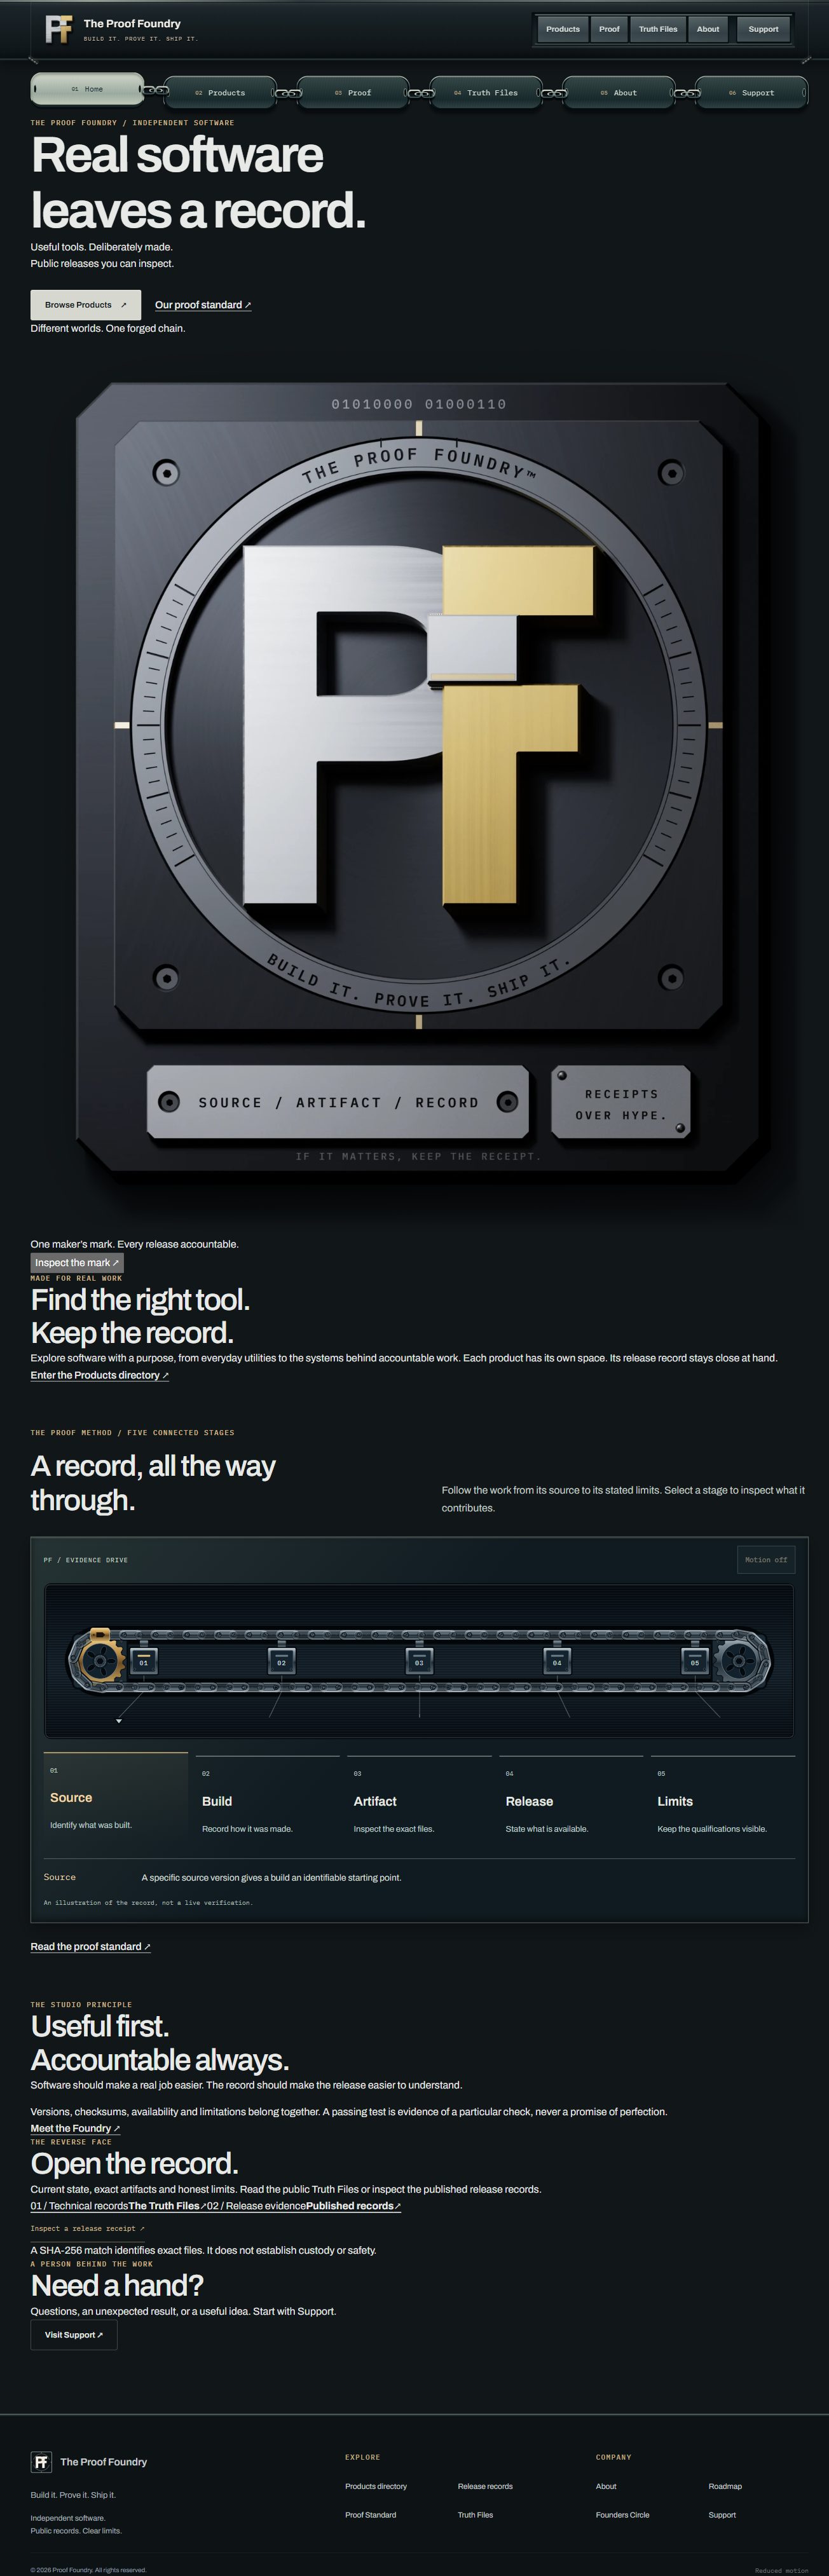 The Proof Foundry
BUILD IT. PROVE IT. SHIP IT.
Products Proof Truth Files About Support
01 Home
02 Products
03 Proof
04 Truth Files
05 About
06 Support
THE PROOF FOUNDRY / INDEPENDENT SOFTWARE
Real software
leaves a record.
Useful tools. Deliberately made.
Public releases you can inspect.
Browse Products ↗ Our proof standard ↗
Different worlds. One forged chain.
01010000 01000110
THE PROOF FOUNDRY™
PF
BUILD IT. PROVE IT. SHIP IT.
SOURCE / ARTIFACT / RECORD
RECEIPTS
OVER HYPE.
IF IT MATTERS, KEEP THE RECEIPT.
One maker's mark. Every release accountable.
Inspect the mark ↗
MADE FOR REAL WORK
Find the right tool.
Keep the record.
Explore software with a purpose, from everyday utilities to the systems behind accountable work. Each product has its own space. Its release record stays close at hand.
Enter the Products directory ↗
THE PROOF METHOD / FIVE CONNECTED STAGES
A record, all the way
through.
Follow the work from its source to its stated limits. Select a stage to inspect what it
contributes.
PF / EVIDENCE DRIVE
Motion off
01 02 03 04 05
01
Source
Identify what was built.
02
Build
Record how it was made.
03
Artifact
Inspect the exact files.
04
Release
State what is available.
05
Limits
Keep the qualifications visible.
Source A specific source version gives a build an identifiable starting point.
An illustration of the record, not a live verification.
Read the proof standard ↗
THE STUDIO PRINCIPLE
Useful first.
Accountable always.
Software should make a real job easier. The record should make the release easier to understand.
Versions, checksums, availability and limitations belong together. A passing test is evidence of a particular check, never a promise of perfection.
Meet the Foundry ↗
THE REVERSE FACE
Open the record.
Current state, exact artifacts and honest limits. Read the public Truth Files or inspect the published release records.
01 / Technical recordsThe Truth Files↗02 / Release evidencePublished records↗
Inspect a release receipt ↗
A SHA-256 match identifies exact files. It does not establish custody or safety.
A PERSON BEHIND THE WORK
Need a hand?
Questions, an unexpected result, or a useful idea. Start with Support.
Visit Support ↗
PF The Proof Foundry
Build it. Prove it. Ship it.
Independent software.
Public records. Clear limits.
EXPLORE
Products directory Release records
Proof Standard Truth Files
COMPANY
About Roadmap
Founders Circle Support
© 2026 Proof Foundry. All rights reserved.
Reduced motion